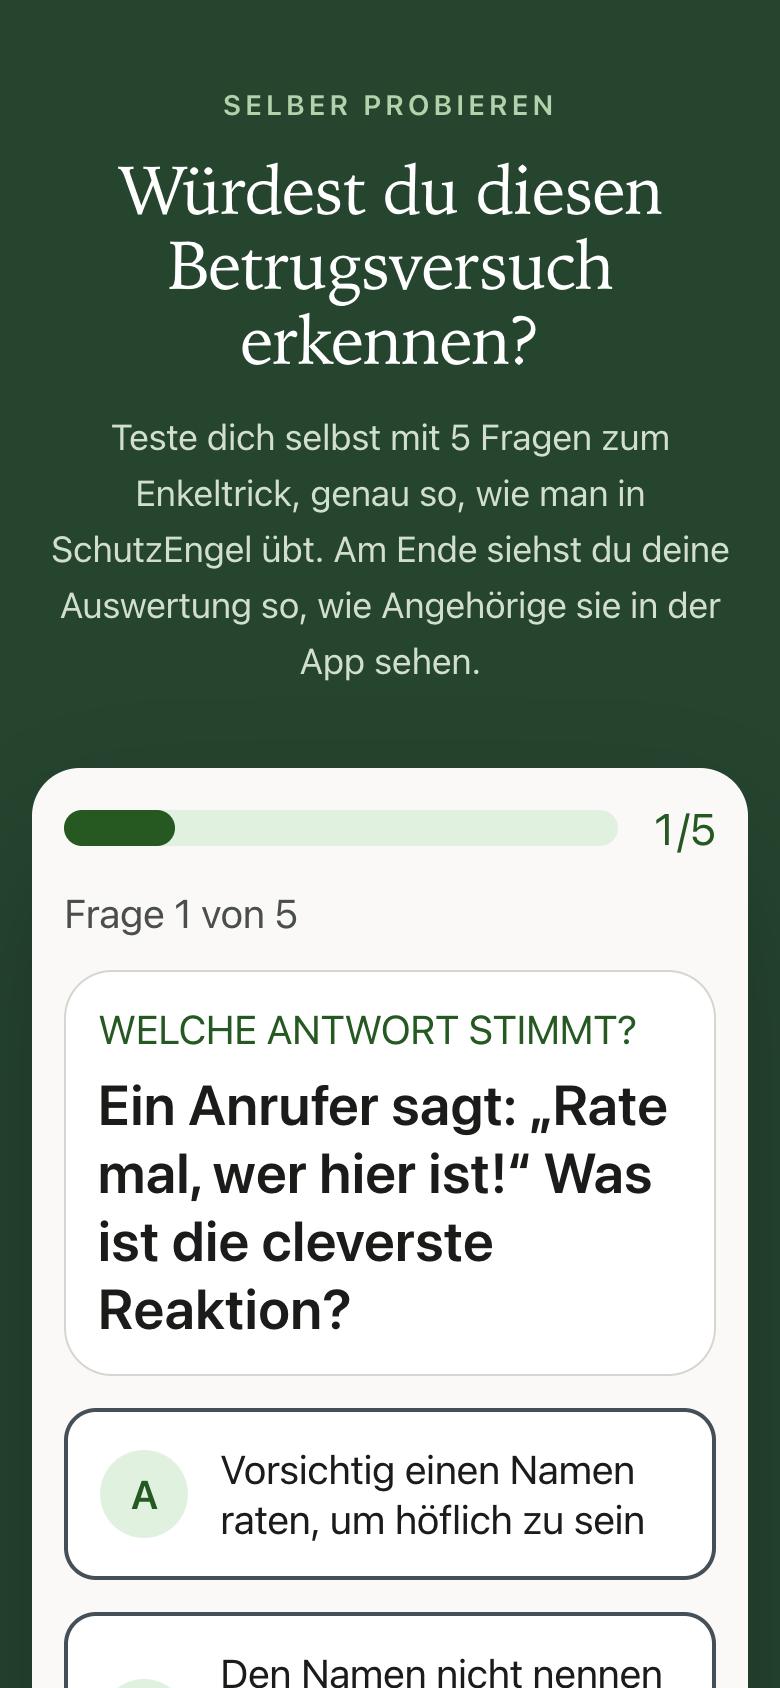 SELBER PROBIEREN
Würdest du diesen
Betrugsversuch
erkennen?
Teste dich selbst mit 5 Fragen zum
Enkeltrick, genau so, wie man in
SchutzEngel übt. Am Ende siehst du deine
Auswertung so, wie Angehörige sie in der
App sehen.
1/5
Frage 1 von 5
WELCHE ANTWORT STIMMT?
Ein Anrufer sagt: „Rate
mal, wer hier ist!“ Was
ist die cleverste
Reaktion?
A
Vorsichtig einen Namen
raten, um höflich zu sein
Den Namen nicht nennen